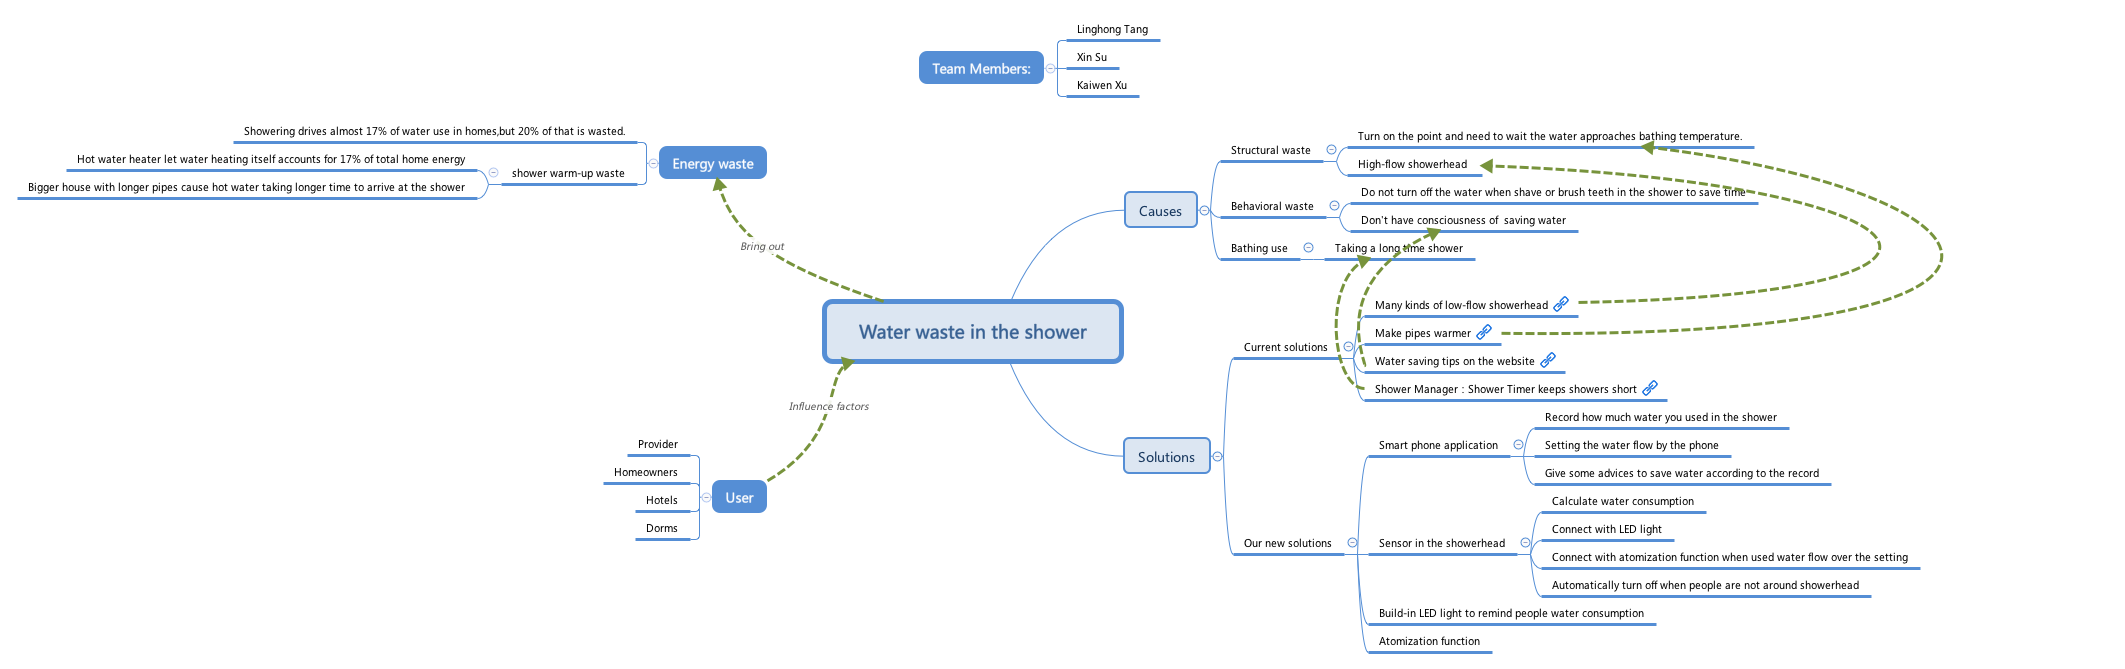 Team Members:
Linghong Tang
Xin Su
Kaiwen Xu
Energy waste
Showering drives almost 17% of water use in homes,but 20% of that is wasted.
shower warm-up waste
Hot water heater let water heating itself accounts for 17% of total home energy
Bigger house with longer pipes cause hot water taking longer time to arrive at the shower
Bring out
Water waste in the shower
Influence factors
User
Provider
Homeowners
Hotels
Dorms
Causes
Structural waste
Turn on the point and need to wait the water approaches bathing temperature.
High-flow showerhead
Behavioral waste
Do not turn off the water when shave or brush teeth in the shower to save time
Don't have consciousness of saving water
Bathing use
Taking a long time shower
Solutions
Current solutions
Many kinds of low-flow showerhead
Make pipes warmer
Water saving tips on the website
Shower Manager : Shower Timer keeps showers short
Our new solutions
Smart phone application
Record how much water you used in the shower
Setting the water flow by the phone
Give some advices to save water according to the record
Sensor in the showerhead
Calculate water consumption
Connect with LED light
Connect with atomization function when used water flow over the setting
Automatically turn off when people are not around showerhead
Build-in LED light to remind people water consumption
Atomization function